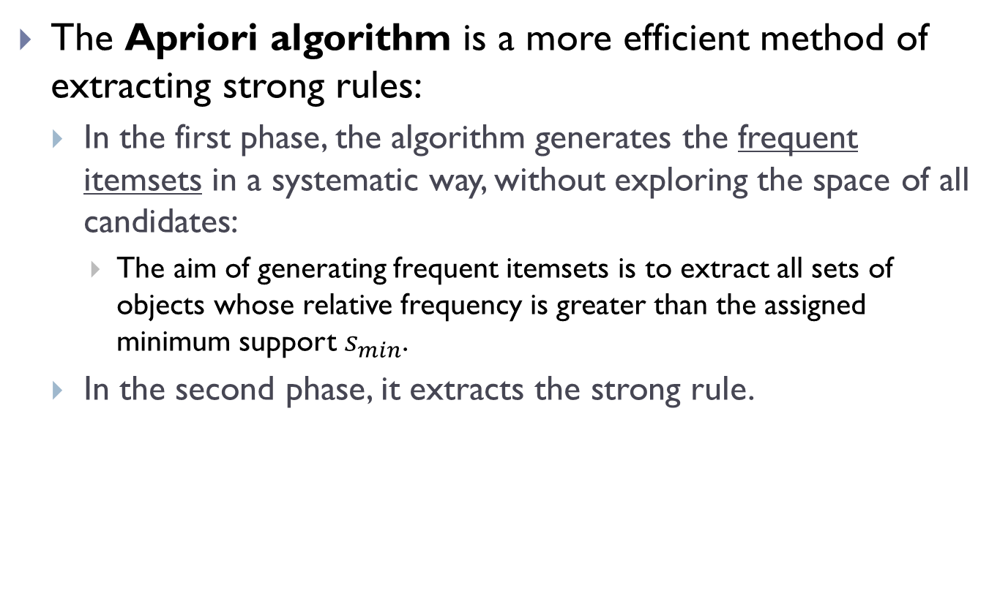 The Apriori algorithm is a more efficient method of
extracting strong rules:
In the first phase, the algorithm generates the frequent
itemsets in a systematic way, without exploring the space of all
candidates:
The aim of generating frequent itemsets is to extract all sets of
objects whose relative frequency is greater than the assigned
minimum support s_min.
In the second phase, it extracts the strong rule.